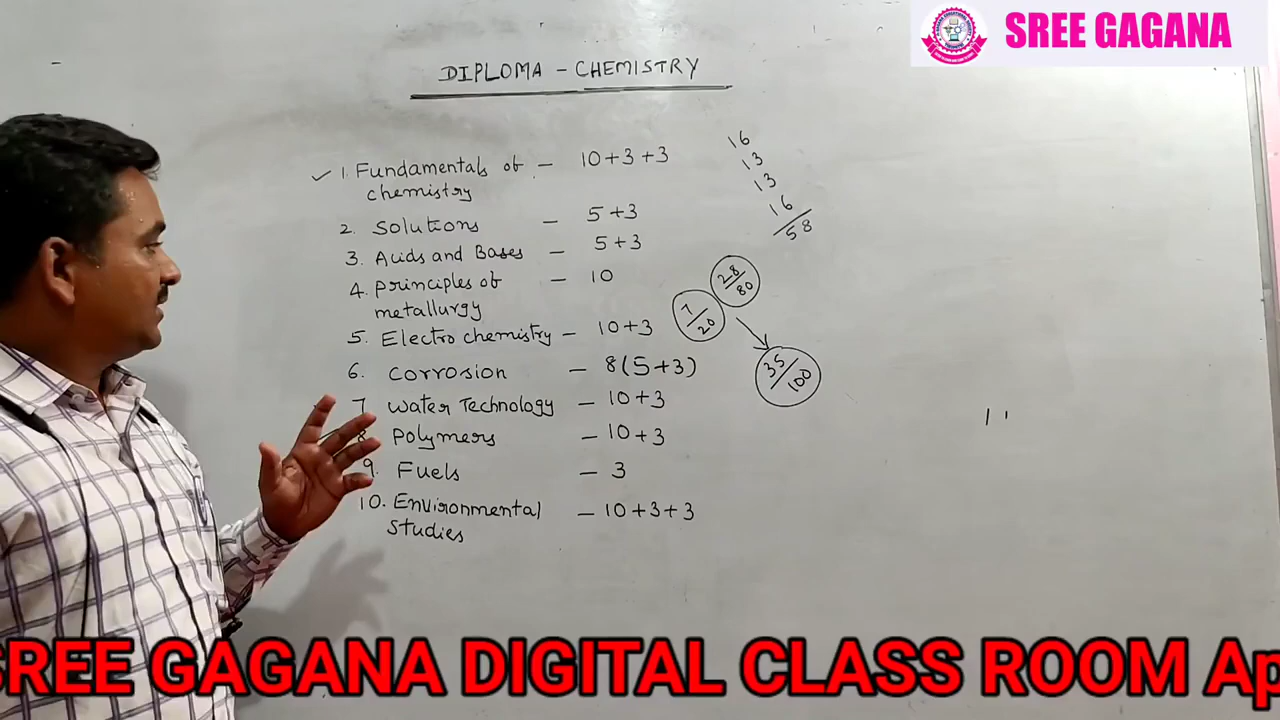 SREE GAGANA
DIPLOMA - CHEMISTRY
1. Fundamentals of - 10+3+3
chemistry
2. Solutions - 5+3
3. Acids and Bases - 5+3
4. principles of - 10
metallurgy
5. Electro chemistry - 10+3
6. Corrosion - 8(5+3)
7 Water Technology - 10+3
8 Polymers - 10+3
9. Fuels - 3
10. Environmental - 10+3+3
Studies
16
13
13
16
58
28/80
7/20
35/100
SREE GAGANA DIGITAL CLASS ROOM Ap